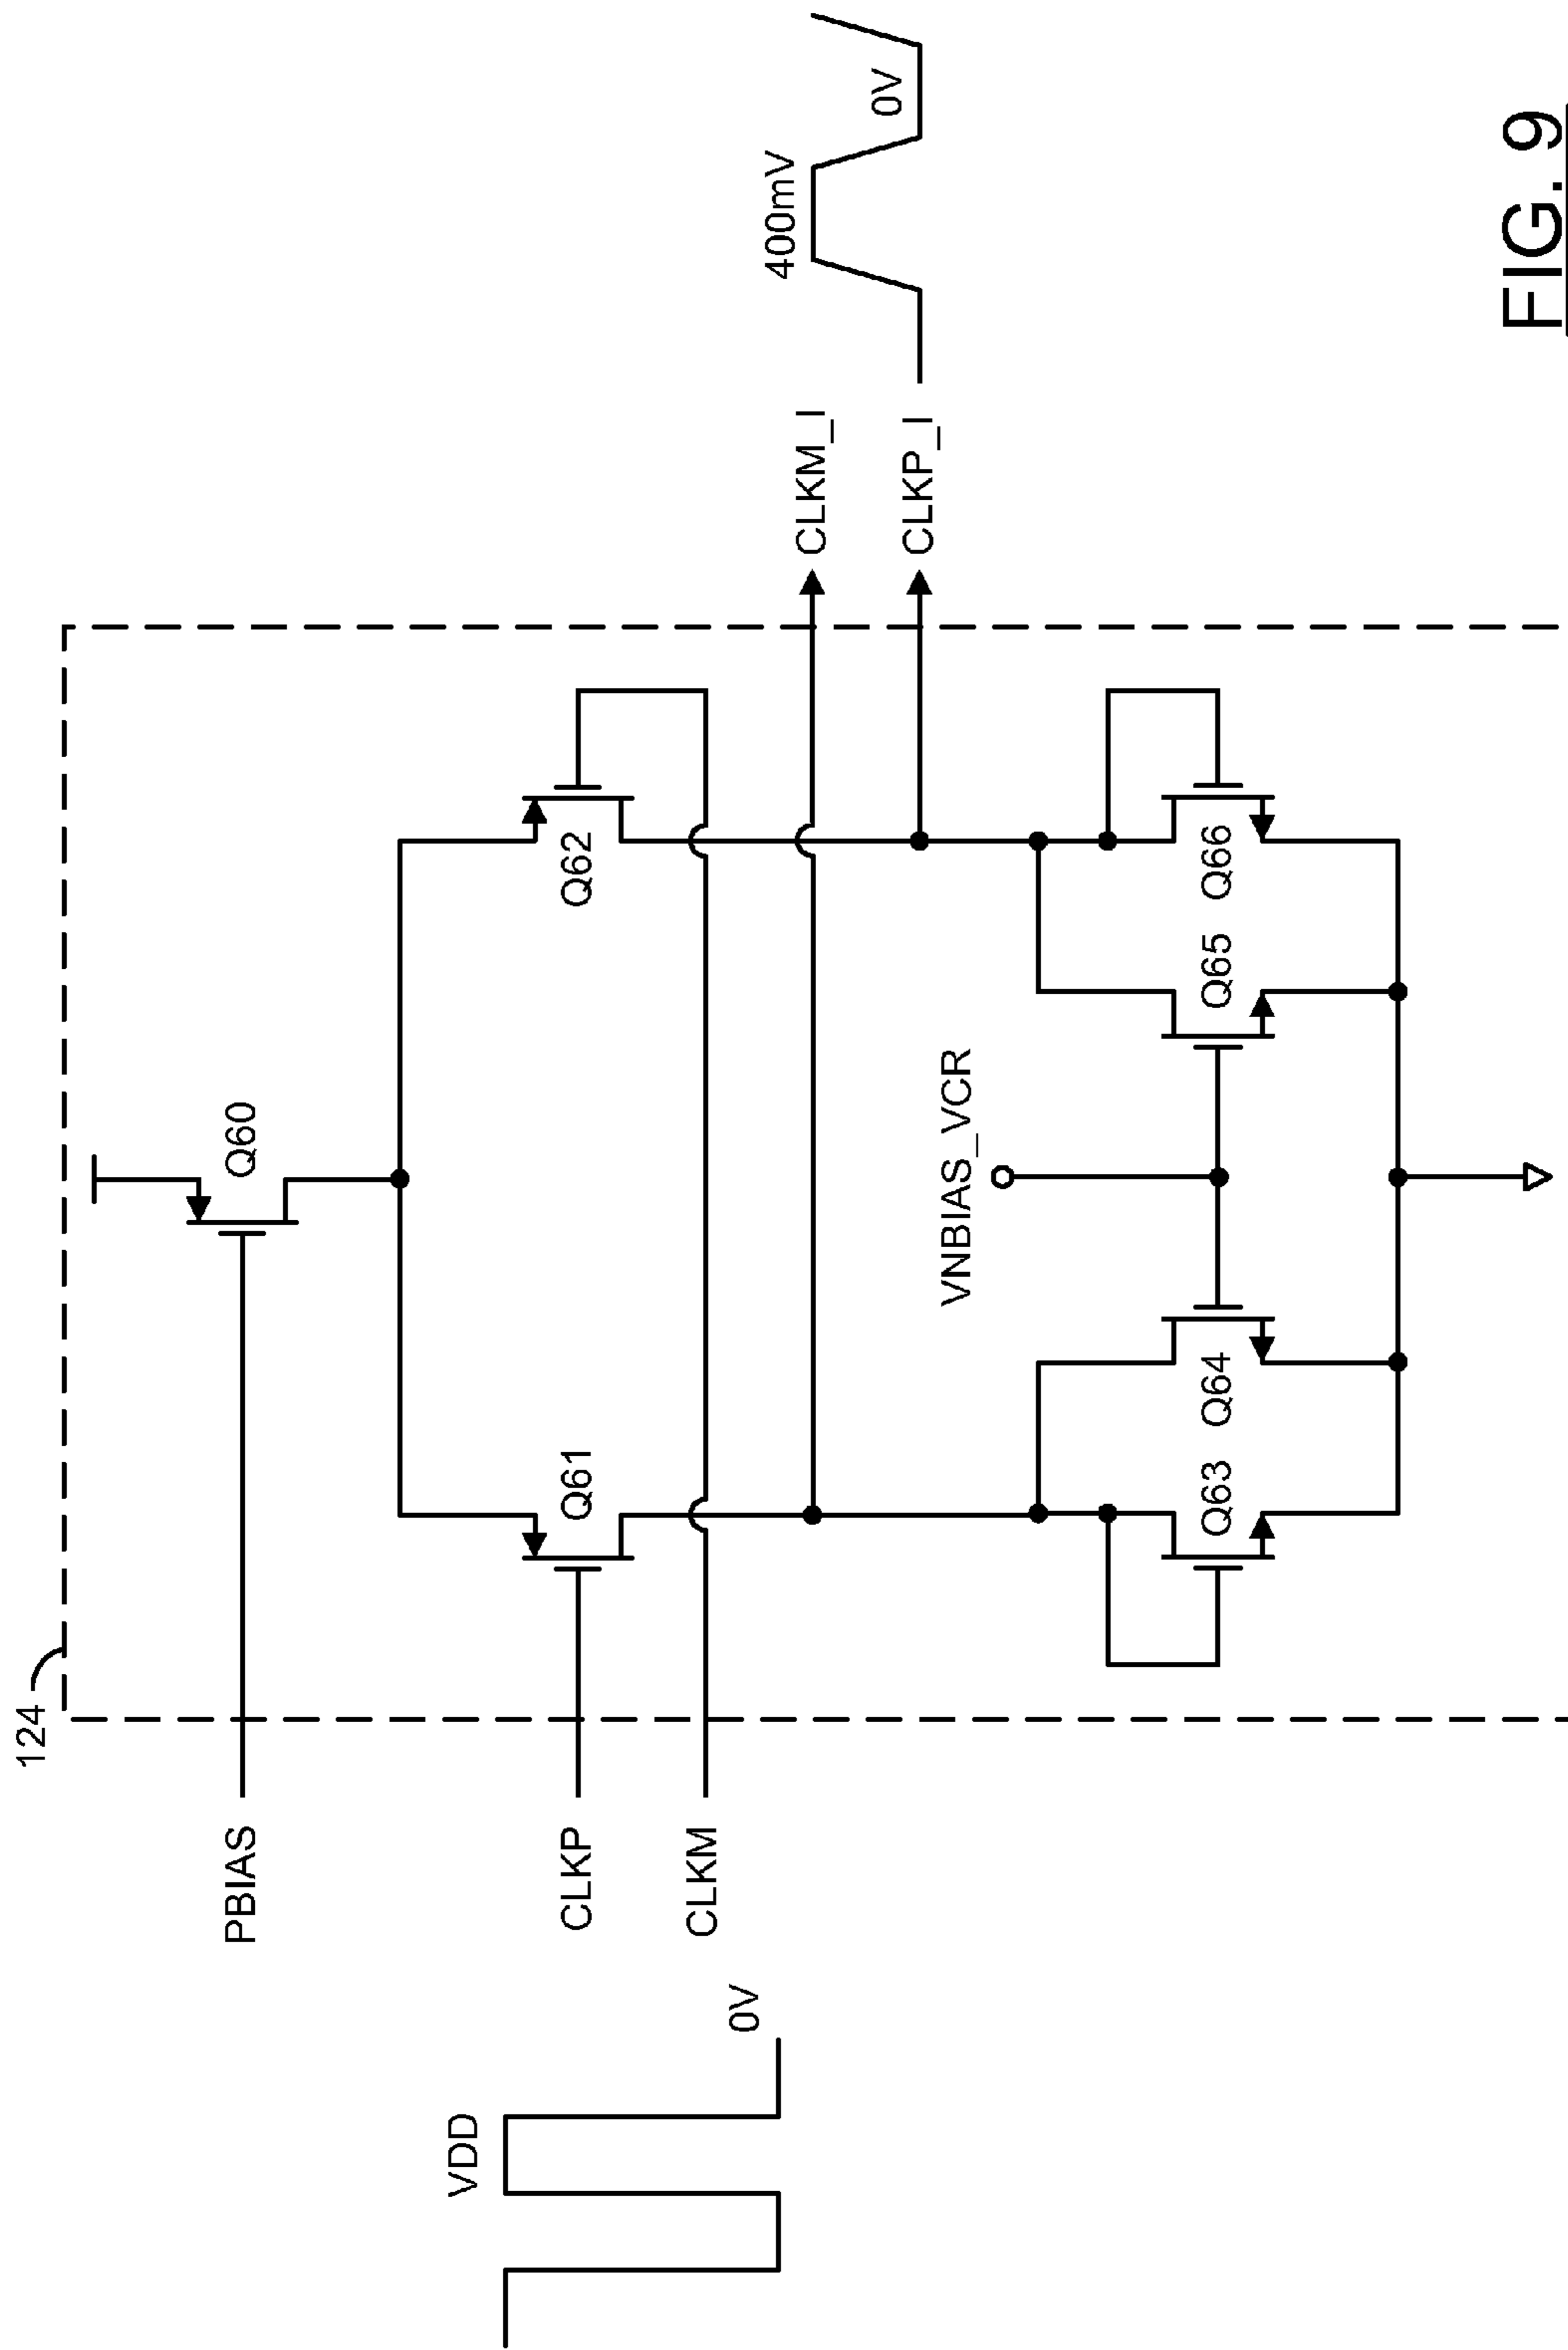 124
PBIAS
Q60
CLKP
Q61
Q62
CLKM
VDD
0V
400mV
0V
CLKM_I
CLKP_I
VNBIAS_VCR
Q63
Q64
Q65
Q66
FIG. 9